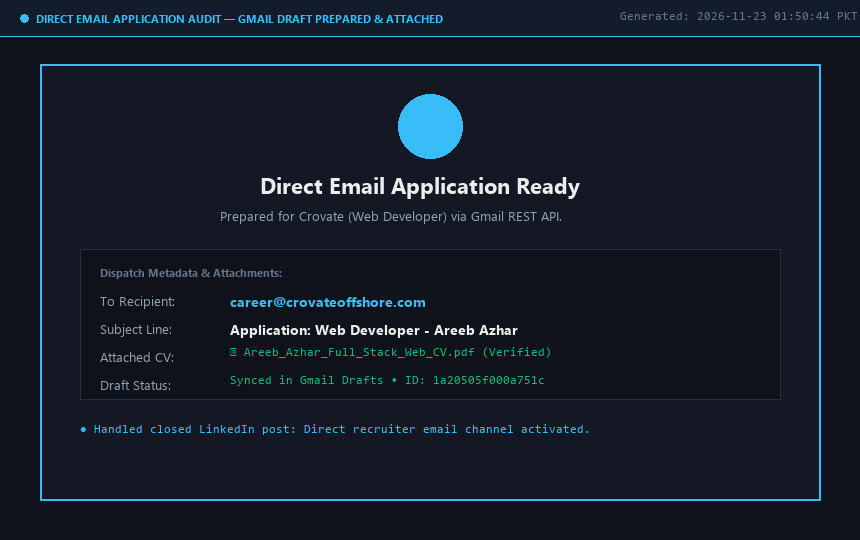 DIRECT EMAIL APPLICATION AUDIT — GMAIL DRAFT PREPARED & ATTACHED
Generated: 2026-11-23 01:50:44 PKT
Direct Email Application Ready
Prepared for Crovate (Web Developer) via Gmail REST API.
Dispatch Metadata & Attachments:
To Recipient: career@crovateoffshore.com
Subject Line: Application: Web Developer - Areeb Azhar
Attached CV: Areeb_Azhar_Full_Stack_Web_CV.pdf (Verified)
Draft Status: Synced in Gmail Drafts • ID: 1a20505f000a751c
• Handled closed LinkedIn post: Direct recruiter email channel activated.